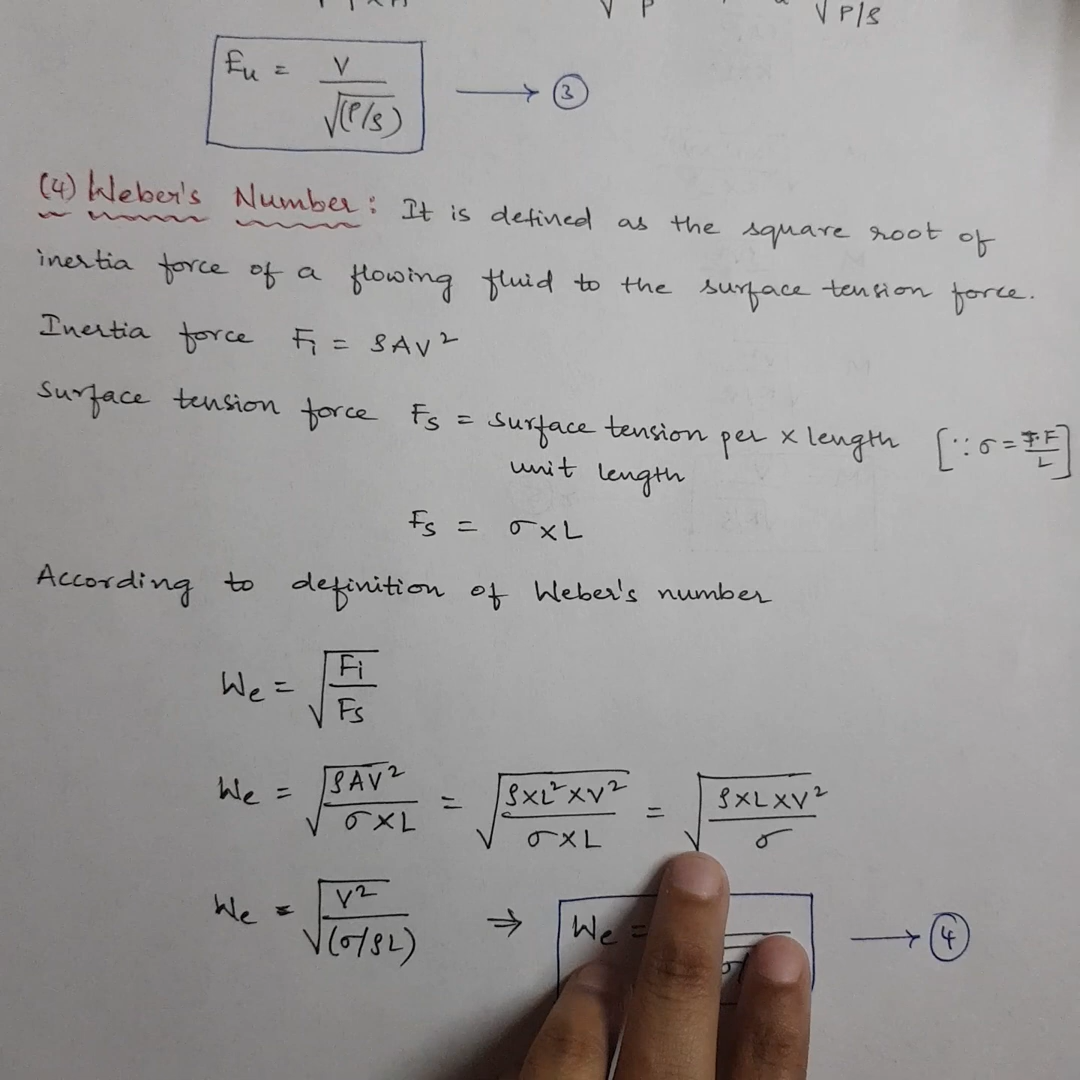 √P √P/ρ
Eu = V / √(P/ρ) → ③
(4) Weber's Number: It is defined as the square root of
inertia force of a flowing fluid to the surface tension force.
Inertia force Fi = ρAV²
Surface tension force Fs = surface tension per × length [∵ σ = F/L]
unit length
Fs = σ×L
According to definition of Weber's number
We = √(Fi/Fs)
We = √(ρAV² / σ×L) = √(ρ×L²×V² / σ×L) = √(ρ×L×V² / σ)
We = √(V² / (σ/ρL)) ⇒ We = → ④